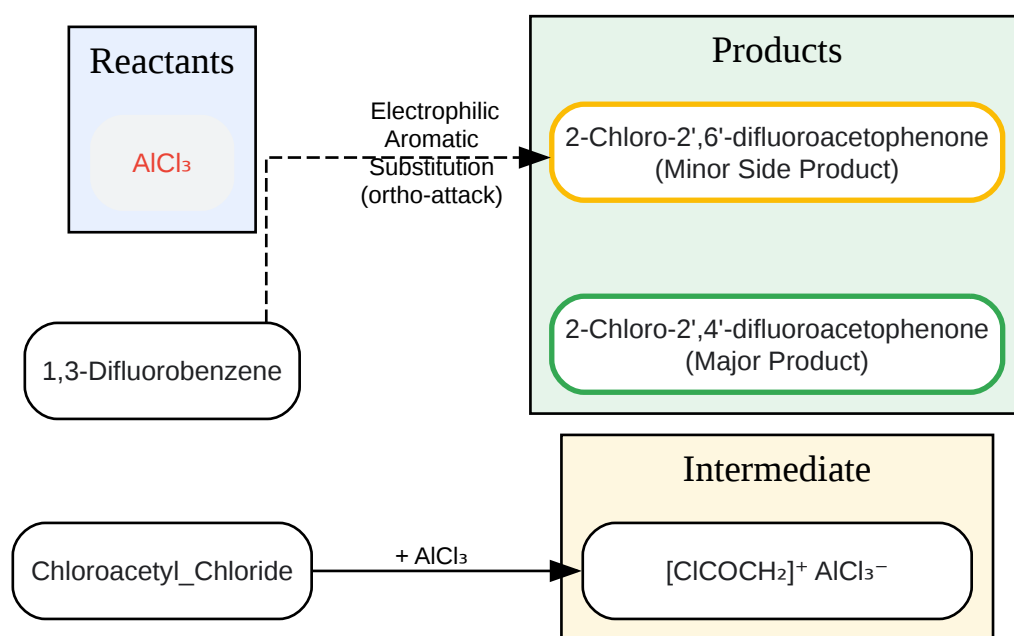 Reactants
AlCl₃
Electrophilic
Aromatic
Substitution
(ortho-attack)
Products
2-Chloro-2',6'-difluoroacetophenone
(Minor Side Product)
2-Chloro-2',4'-difluoroacetophenone
(Major Product)
1,3-Difluorobenzene
Intermediate
Chloroacetyl_Chloride
+ AlCl₃
[ClCOCH₂]⁺ AlCl₃⁻